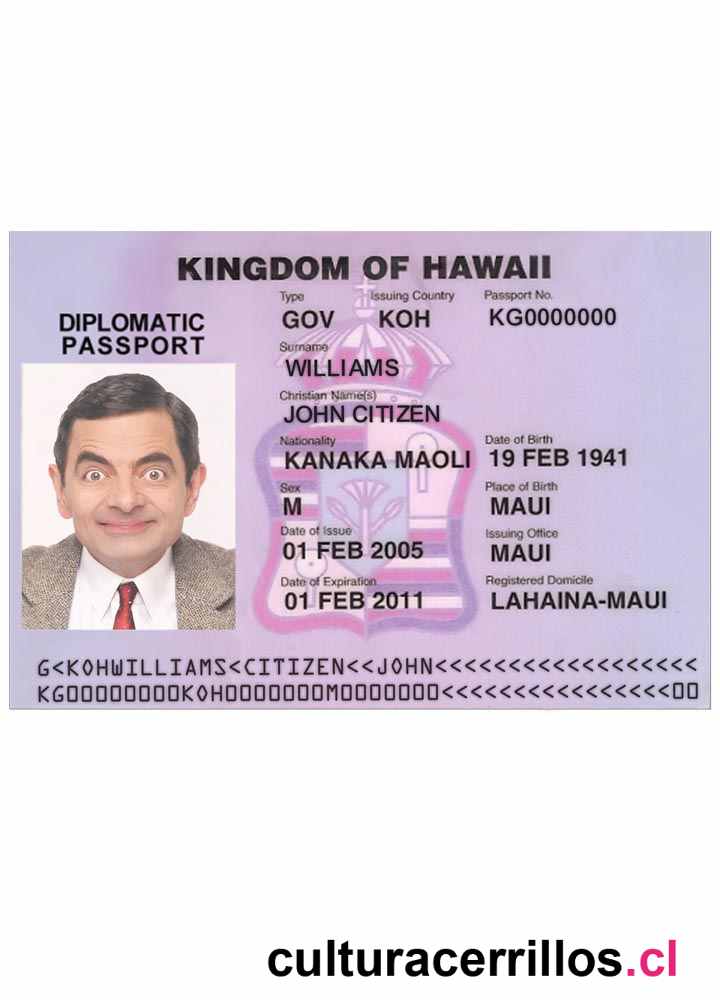 KINGDOM OF HAWAII
DIPLOMATIC
PASSPORT
Type Issuing Country Passport No.
GOV KOH KG0000000
Surname
WILLIAMS
Christian Name(s)
JOHN CITIZEN
Nationality Date of Birth
KANAKA MAOLI 19 FEB 1941
Sex Place of Birth
M MAUI
Date of Issue Issuing Office
01 FEB 2005 MAUI
Date of Expiration Registered Domicile
01 FEB 2011 LAHAINA-MAUI
G<KOHWILLIAMS<CITIZEN<<JOHN<<<<<<<<<<<<<<<<<<
KG00000000KOH0000000M0000000<<<<<<<<<<<<<<<<00
culturacerrillos.cl